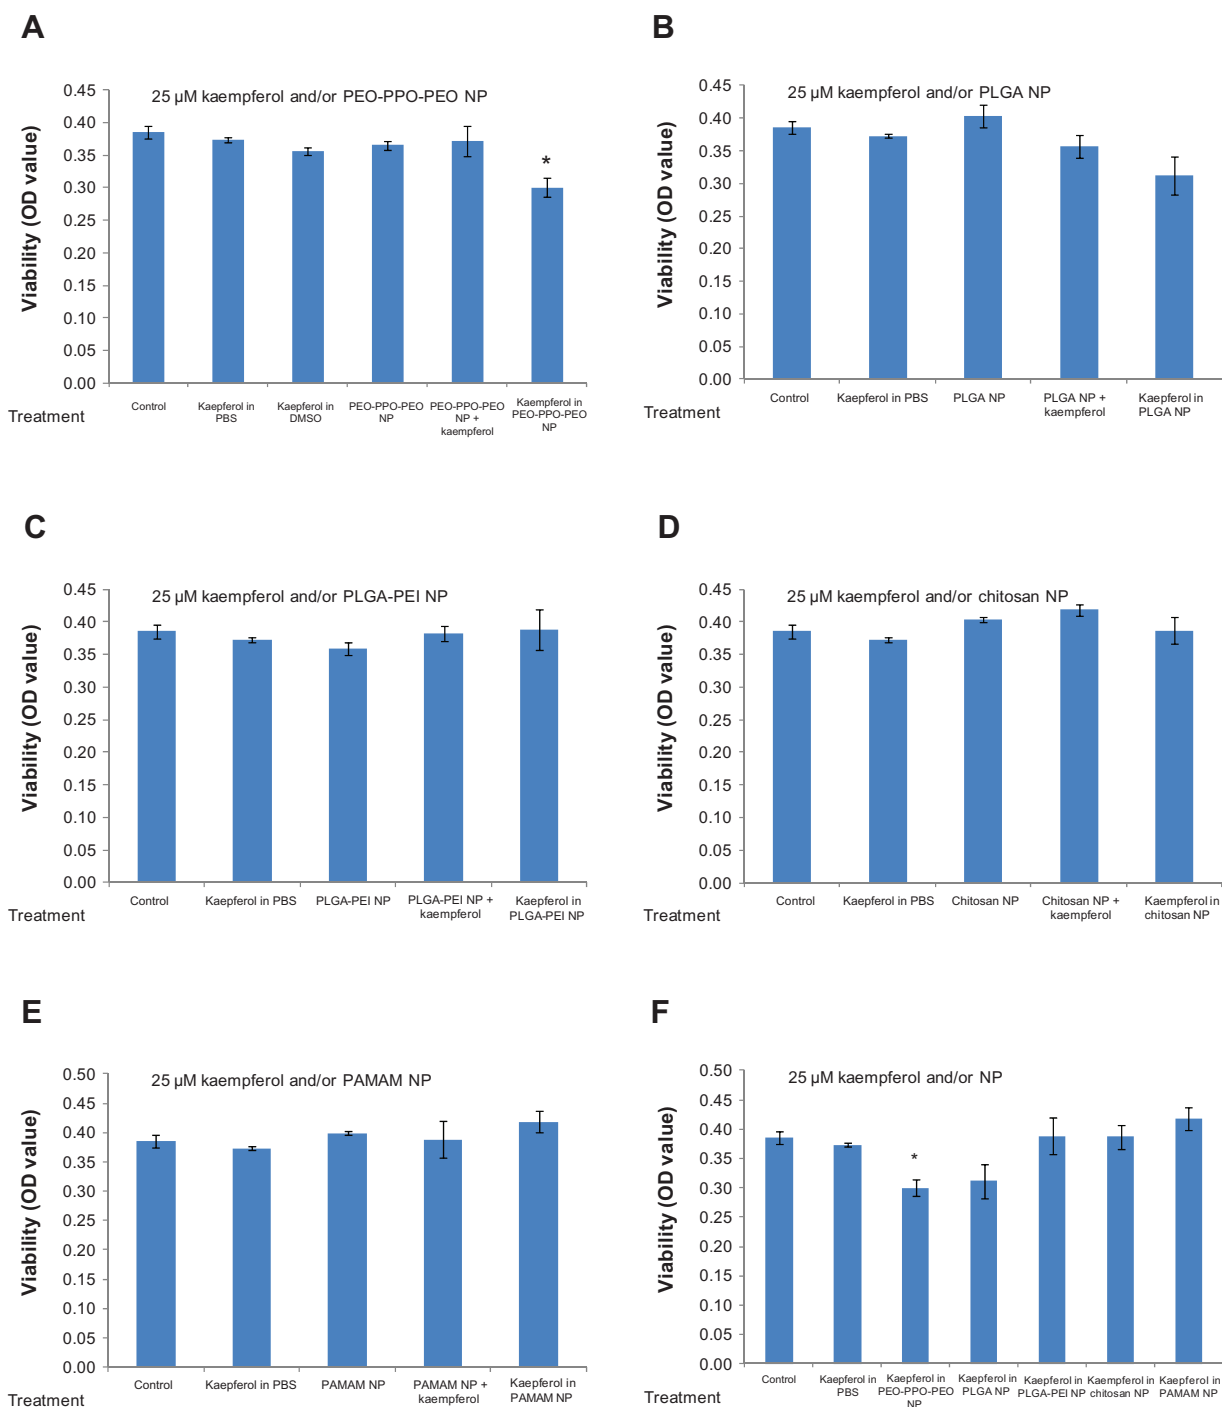 A
25 µM kaempferol and/or PEO-PPO-PEO NP
Viability (OD value)
0.45
0.40
0.35
0.30
0.25
0.20
0.15
0.10
0.05
0.00
*
Treatment
Control
Kaepferol in
PBS
Kaepferol in
DMSO
PEO-PPO-PEO
NP
PEO-PPO-PEO
NP +
kaempferol
Kaempferol in
PEO-PPO-PEO
NP
B
25 µM kaempferol and/or PLGA NP
Viability (OD value)
0.45
0.40
0.35
0.30
0.25
0.20
0.15
0.10
0.05
0.00
Control
Kaepferol in PBS
PLGA NP
PLGA NP +
kaempferol
Kaepferol in
PLGA NP
C
25 µM kaempferol and/or PLGA-PEI NP
Viability (OD value)
0.45
0.40
0.35
0.30
0.25
0.20
0.15
0.10
0.05
0.00
Treatment
Control
Kaepferol in PBS
PLGA-PEI NP
PLGA-PEI NP +
kaempferol
Kaepferol in
PLGA-PEI NP
D
25 µM kaempferol and/or chitosan NP
Viability (OD value)
0.45
0.40
0.35
0.30
0.25
0.20
0.15
0.10
0.05
0.00
Treatment
Control
Kaepferol in PBS
Chitosan NP
Chitosan NP +
kaempferol
Kaempferol in
chitosan NP
E
25 µM kaempferol and/or PAMAM NP
Viability (OD value)
0.50
0.45
0.40
0.35
0.30
0.25
0.20
0.15
0.10
0.05
0.00
Treatment
Control
Kaepferol in PBS
PAMAM NP
PAMAM NP +
kaempferol
Kaepferol in
PAMAM NP
F
25 µM kaempferol and/or NP
Viability (OD value)
0.50
0.45
0.40
0.35
0.30
0.25
0.20
0.15
0.10
0.05
0.00
*
Treatment
Control
Kaepferol in
PBS
Kaepferol in
PEO-PPO-PEO
NP
Kaepferol in
PLGA NP
Kaepferol in
PLGA-PEI NP
Kaempferol in
chitosan NP
Kaepferol in
PAMAM NP